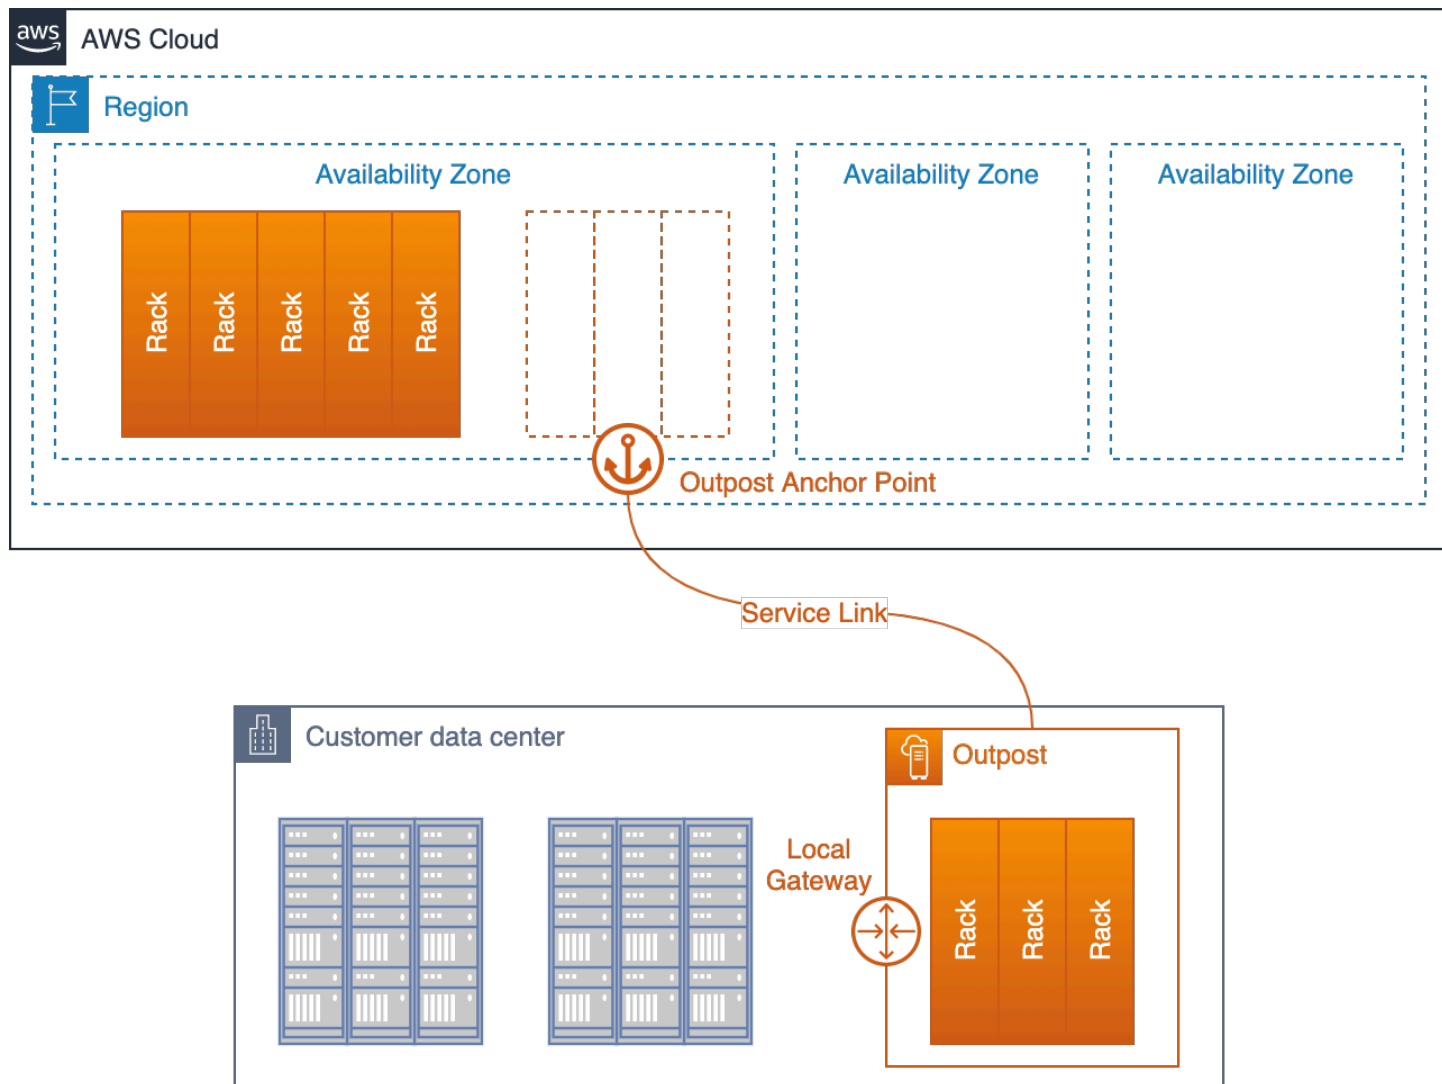 aws
AWS Cloud
Region
Availability Zone
Availability Zone
Availability Zone
Rack
Rack
Rack
Rack
Rack
Outpost Anchor Point
Service Link
Customer data center
Outpost
Local
Gateway
Rack
Rack
Rack